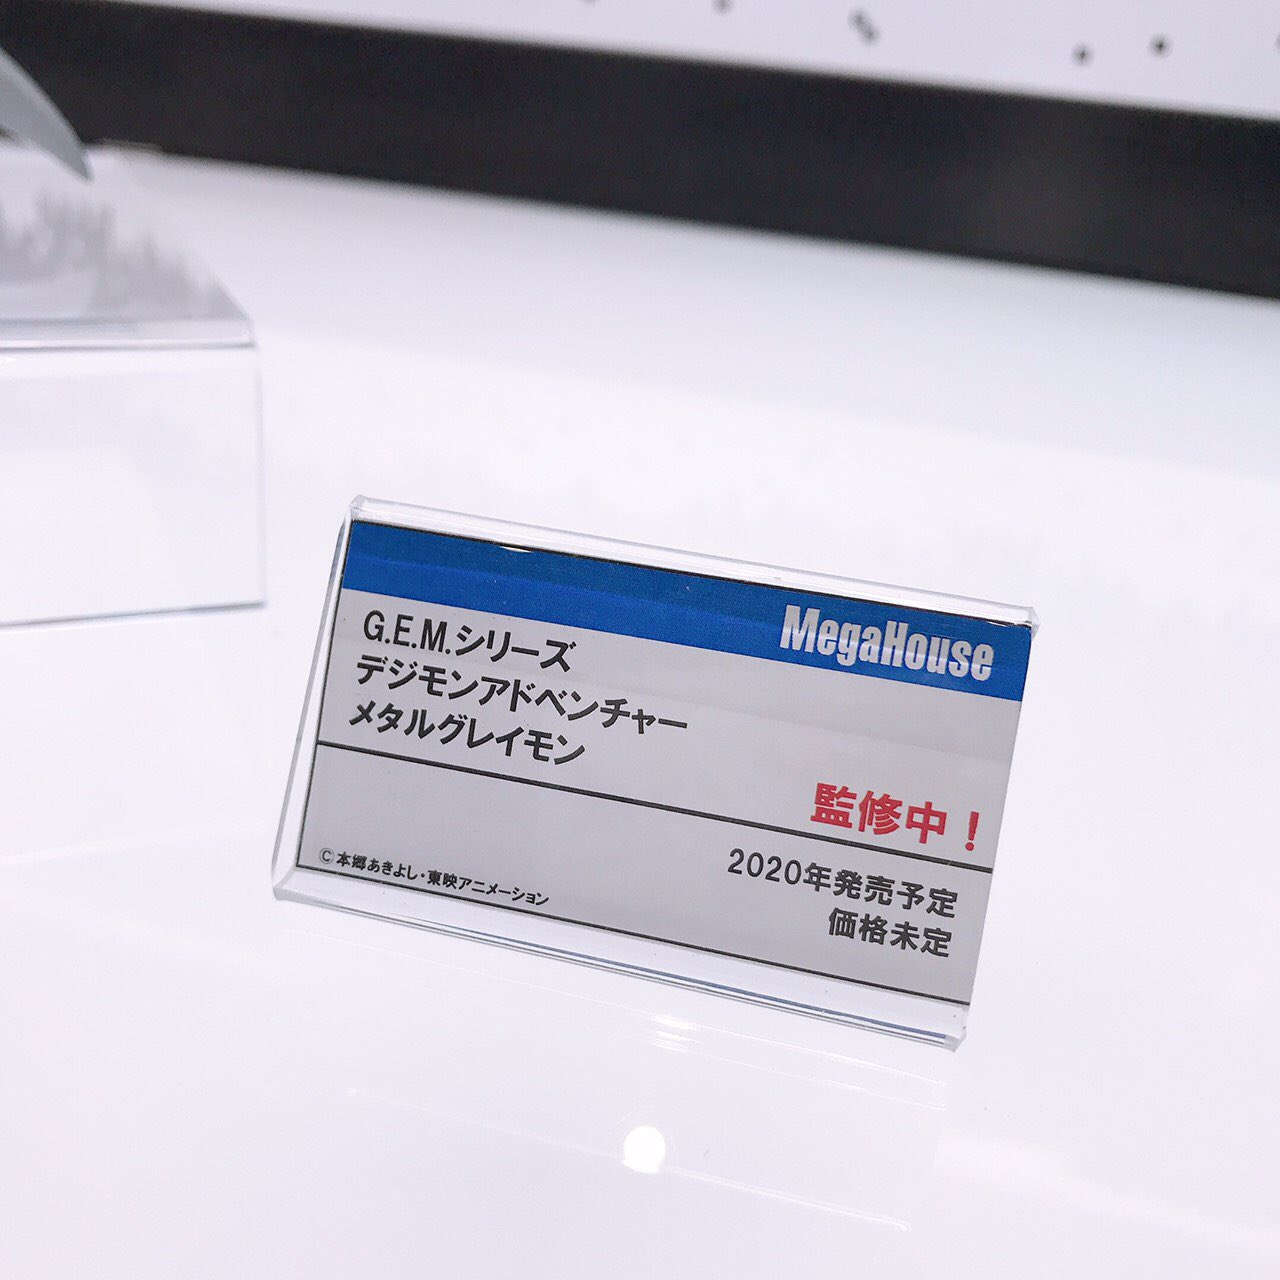 MegaHouse
G.E.M.シリーズ
デジモンアドベンチャー
メタルグレイモン
監修中！
2020年発売予定
価格未定
©本郷あきよし・東映アニメーション